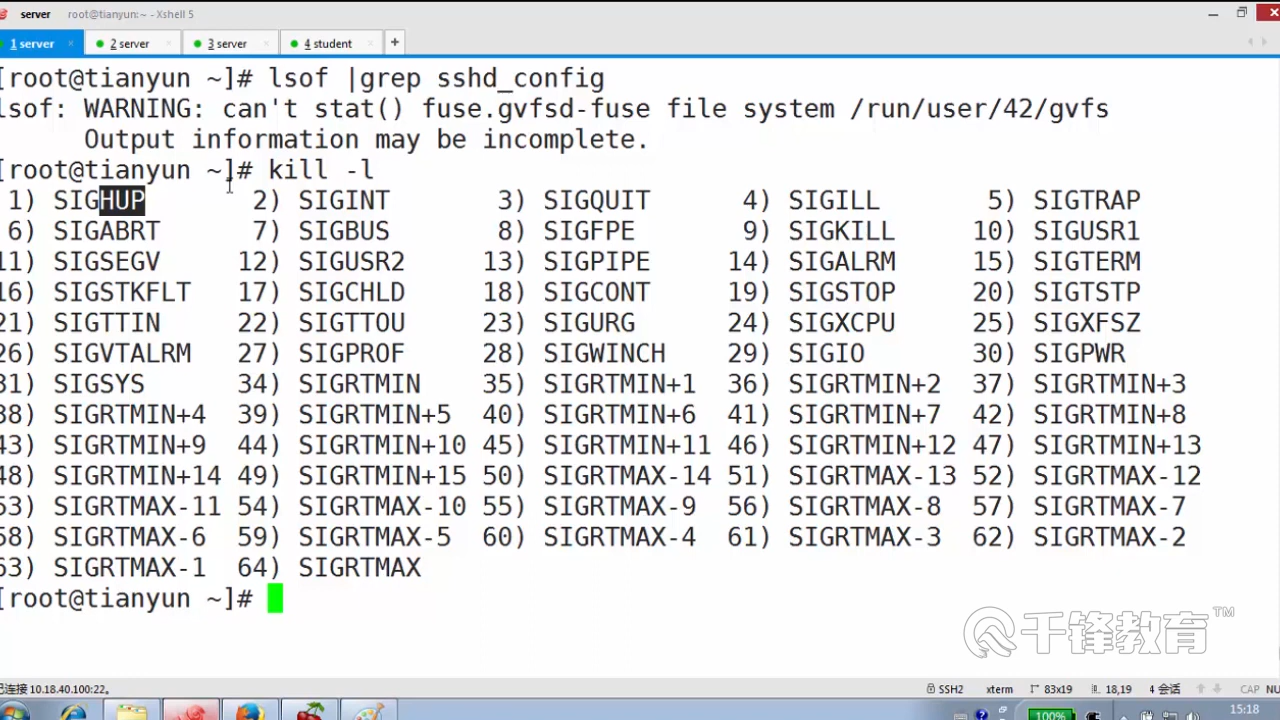 server root@tianyun:~ - Xshell 5
1 server 2 server 3 server 4 student +
[root@tianyun ~]# lsof |grep sshd_config
lsof: WARNING: can't stat() fuse.gvfsd-fuse file system /run/user/42/gvfs
Output information may be incomplete.
[root@tianyun ~]# kill -l
1) SIGHUP 2) SIGINT 3) SIGQUIT 4) SIGILL 5) SIGTRAP
6) SIGABRT 7) SIGBUS 8) SIGFPE 9) SIGKILL 10) SIGUSR1
11) SIGSEGV 12) SIGUSR2 13) SIGPIPE 14) SIGALRM 15) SIGTERM
16) SIGSTKFLT 17) SIGCHLD 18) SIGCONT 19) SIGSTOP 20) SIGTSTP
21) SIGTTIN 22) SIGTTOU 23) SIGURG 24) SIGXCPU 25) SIGXFSZ
26) SIGVTALRM 27) SIGPROF 28) SIGWINCH 29) SIGIO 30) SIGPWR
31) SIGSYS 34) SIGRTMIN 35) SIGRTMIN+1 36) SIGRTMIN+2 37) SIGRTMIN+3
38) SIGRTMIN+4 39) SIGRTMIN+5 40) SIGRTMIN+6 41) SIGRTMIN+7 42) SIGRTMIN+8
43) SIGRTMIN+9 44) SIGRTMIN+10 45) SIGRTMIN+11 46) SIGRTMIN+12 47) SIGRTMIN+13
48) SIGRTMIN+14 49) SIGRTMIN+15 50) SIGRTMAX-14 51) SIGRTMAX-13 52) SIGRTMAX-12
53) SIGRTMAX-11 54) SIGRTMAX-10 55) SIGRTMAX-9 56) SIGRTMAX-8 57) SIGRTMAX-7
58) SIGRTMAX-6 59) SIGRTMAX-5 60) SIGRTMAX-4 61) SIGRTMAX-3 62) SIGRTMAX-2
63) SIGRTMAX-1 64) SIGRTMAX
[root@tianyun ~]#
千锋教育™
已连接 10.18.40.100:22。 SSH2 xterm 83x19 18,19 4 会话 CAP NU
100% 15:18